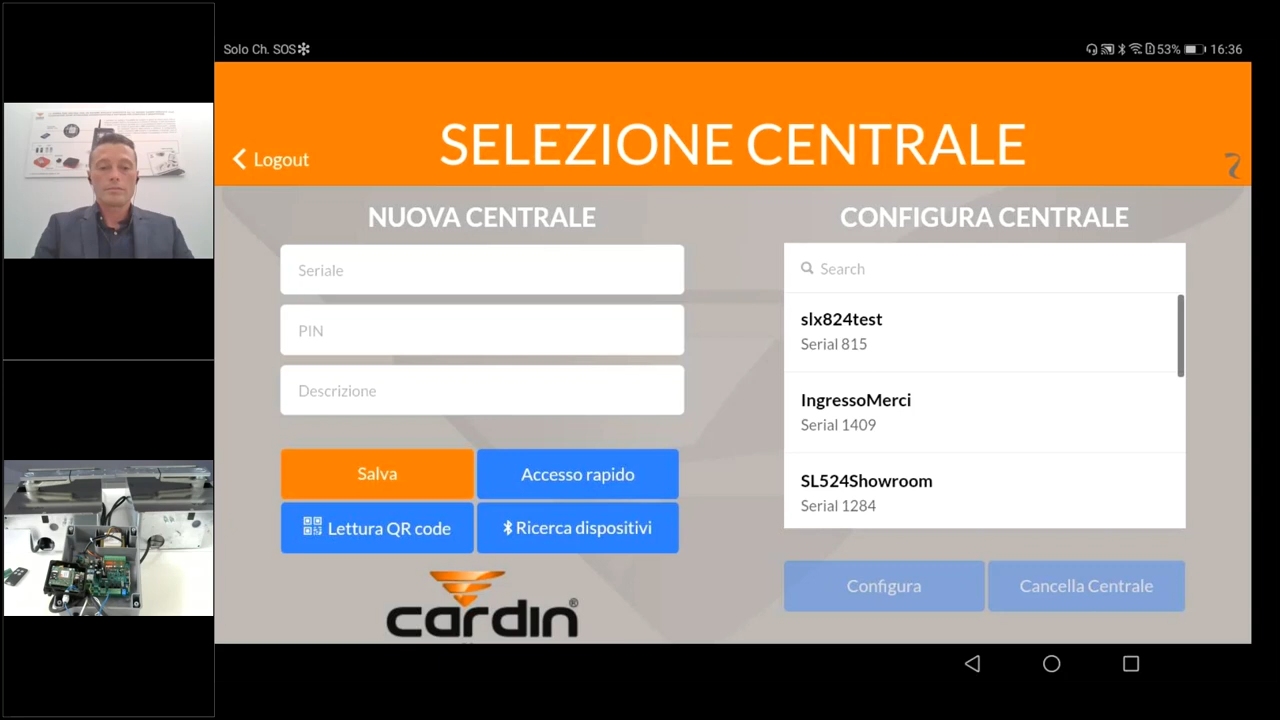 Solo Ch. SOS
53% 16:36
Logout
SELEZIONE CENTRALE
NUOVA CENTRALE
Seriale
PIN
Descrizione
Salva
Accesso rapido
Lettura QR code
Ricerca dispositivi
cardin®
CONFIGURA CENTRALE
Search
slx824test
Serial 815
IngressoMerci
Serial 1409
SL524Showroom
Serial 1284
Configura
Cancella Centrale